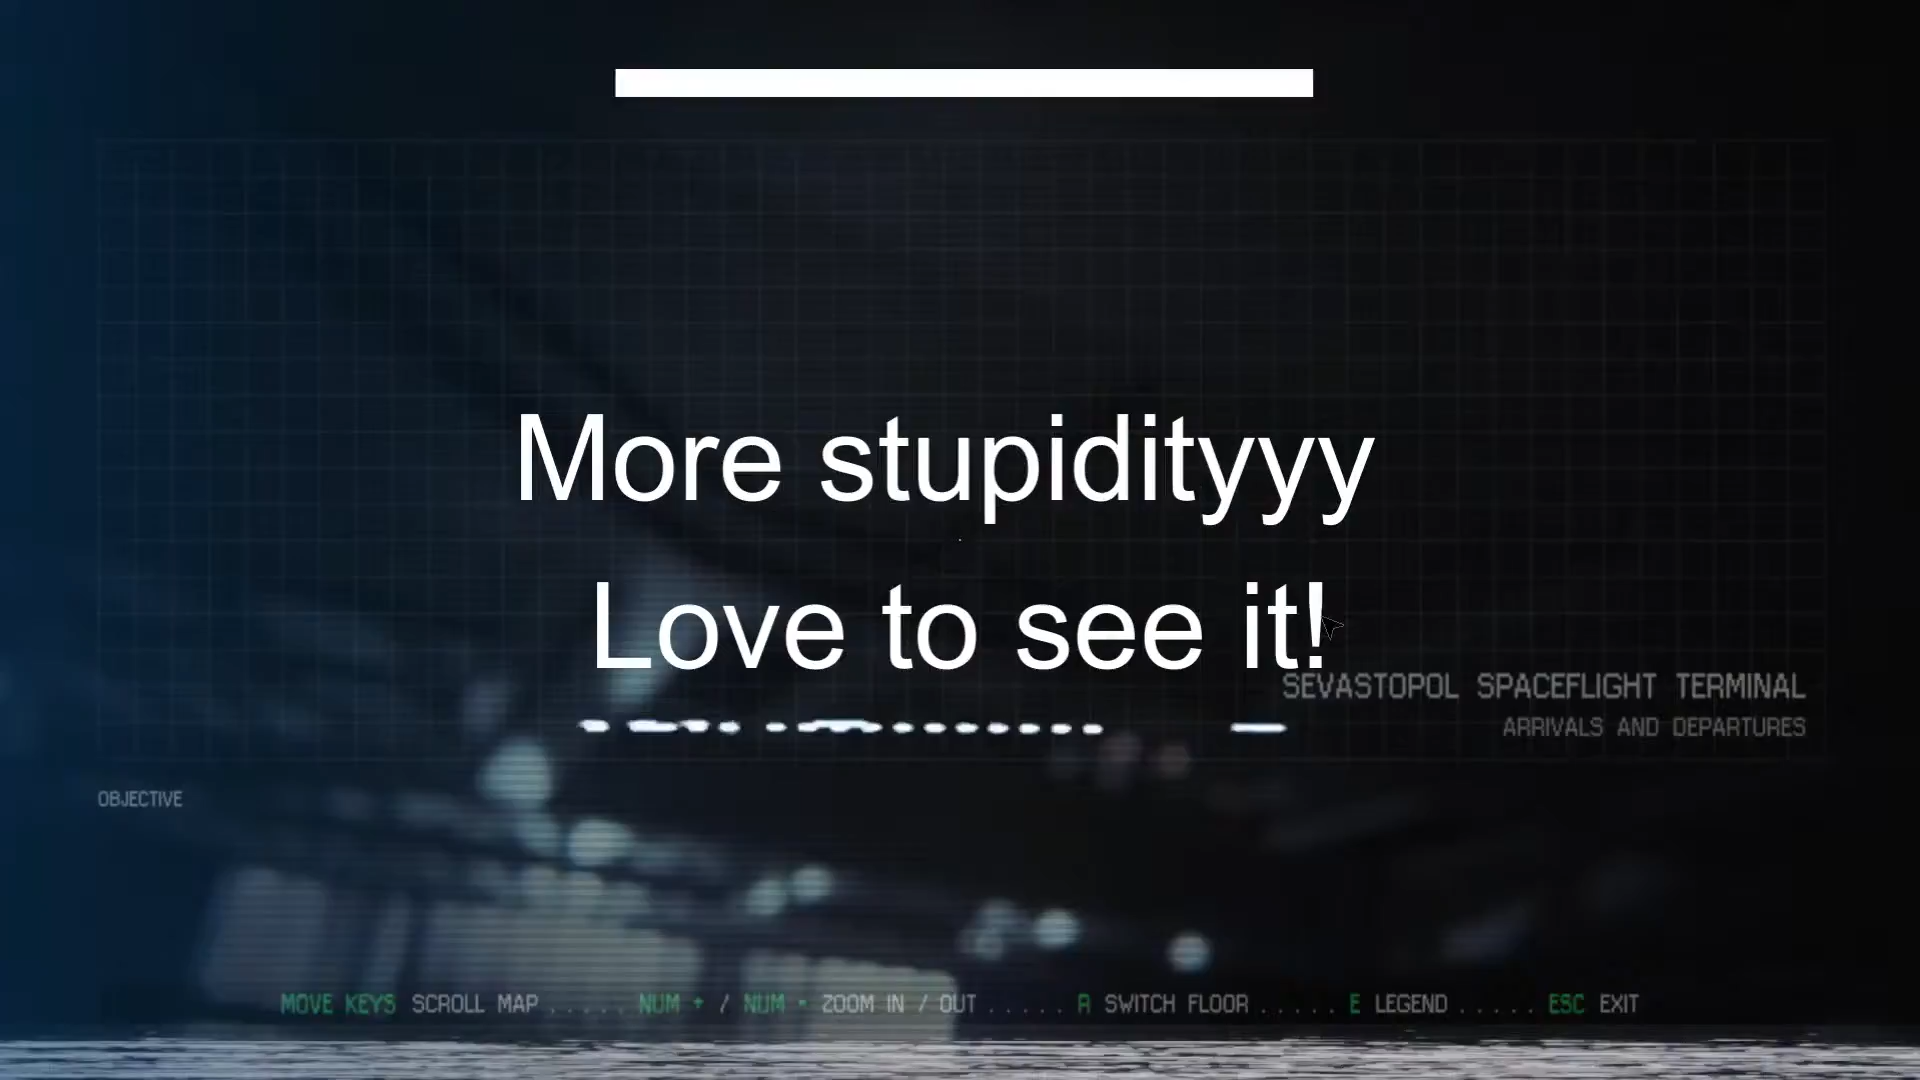 More stupidityyy
Love to see it!
SEVASTOPOL SPACEFLIGHT TERMINAL
ARRIVALS AND DEPARTURES
OBJECTIVE
MOVE KEYS SCROLL MAP ..... NUM + / NUM - ZOOM IN / OUT ..... R SWITCH FLOOR ..... E LEGEND ..... ESC EXIT